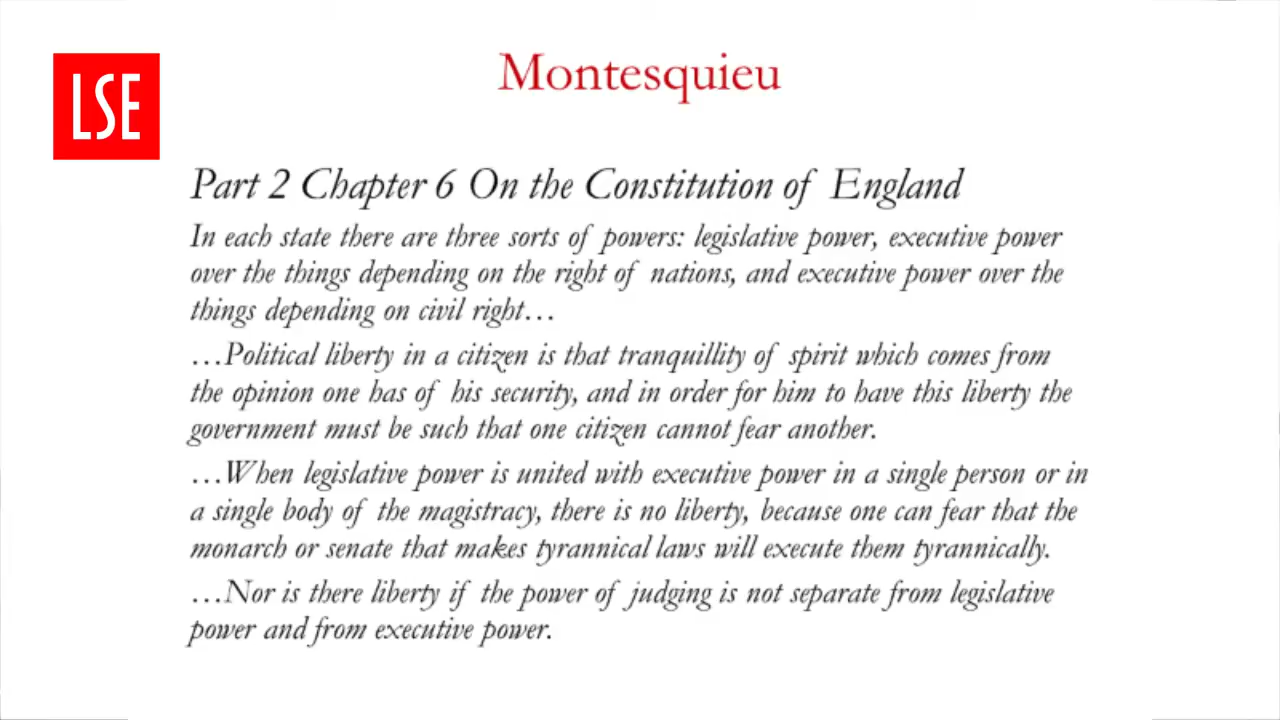 LSE
Montesquieu
Part 2 Chapter 6 On the Constitution of England
In each state there are three sorts of powers: legislative power, executive power
over the things depending on the right of nations, and executive power over the
things depending on civil right…
…Political liberty in a citizen is that tranquillity of spirit which comes from
the opinion one has of his security, and in order for him to have this liberty the
government must be such that one citizen cannot fear another.
…When legislative power is united with executive power in a single person or in
a single body of the magistracy, there is no liberty, because one can fear that the
monarch or senate that makes tyrannical laws will execute them tyrannically.
…Nor is there liberty if the power of judging is not separate from legislative
power and from executive power.